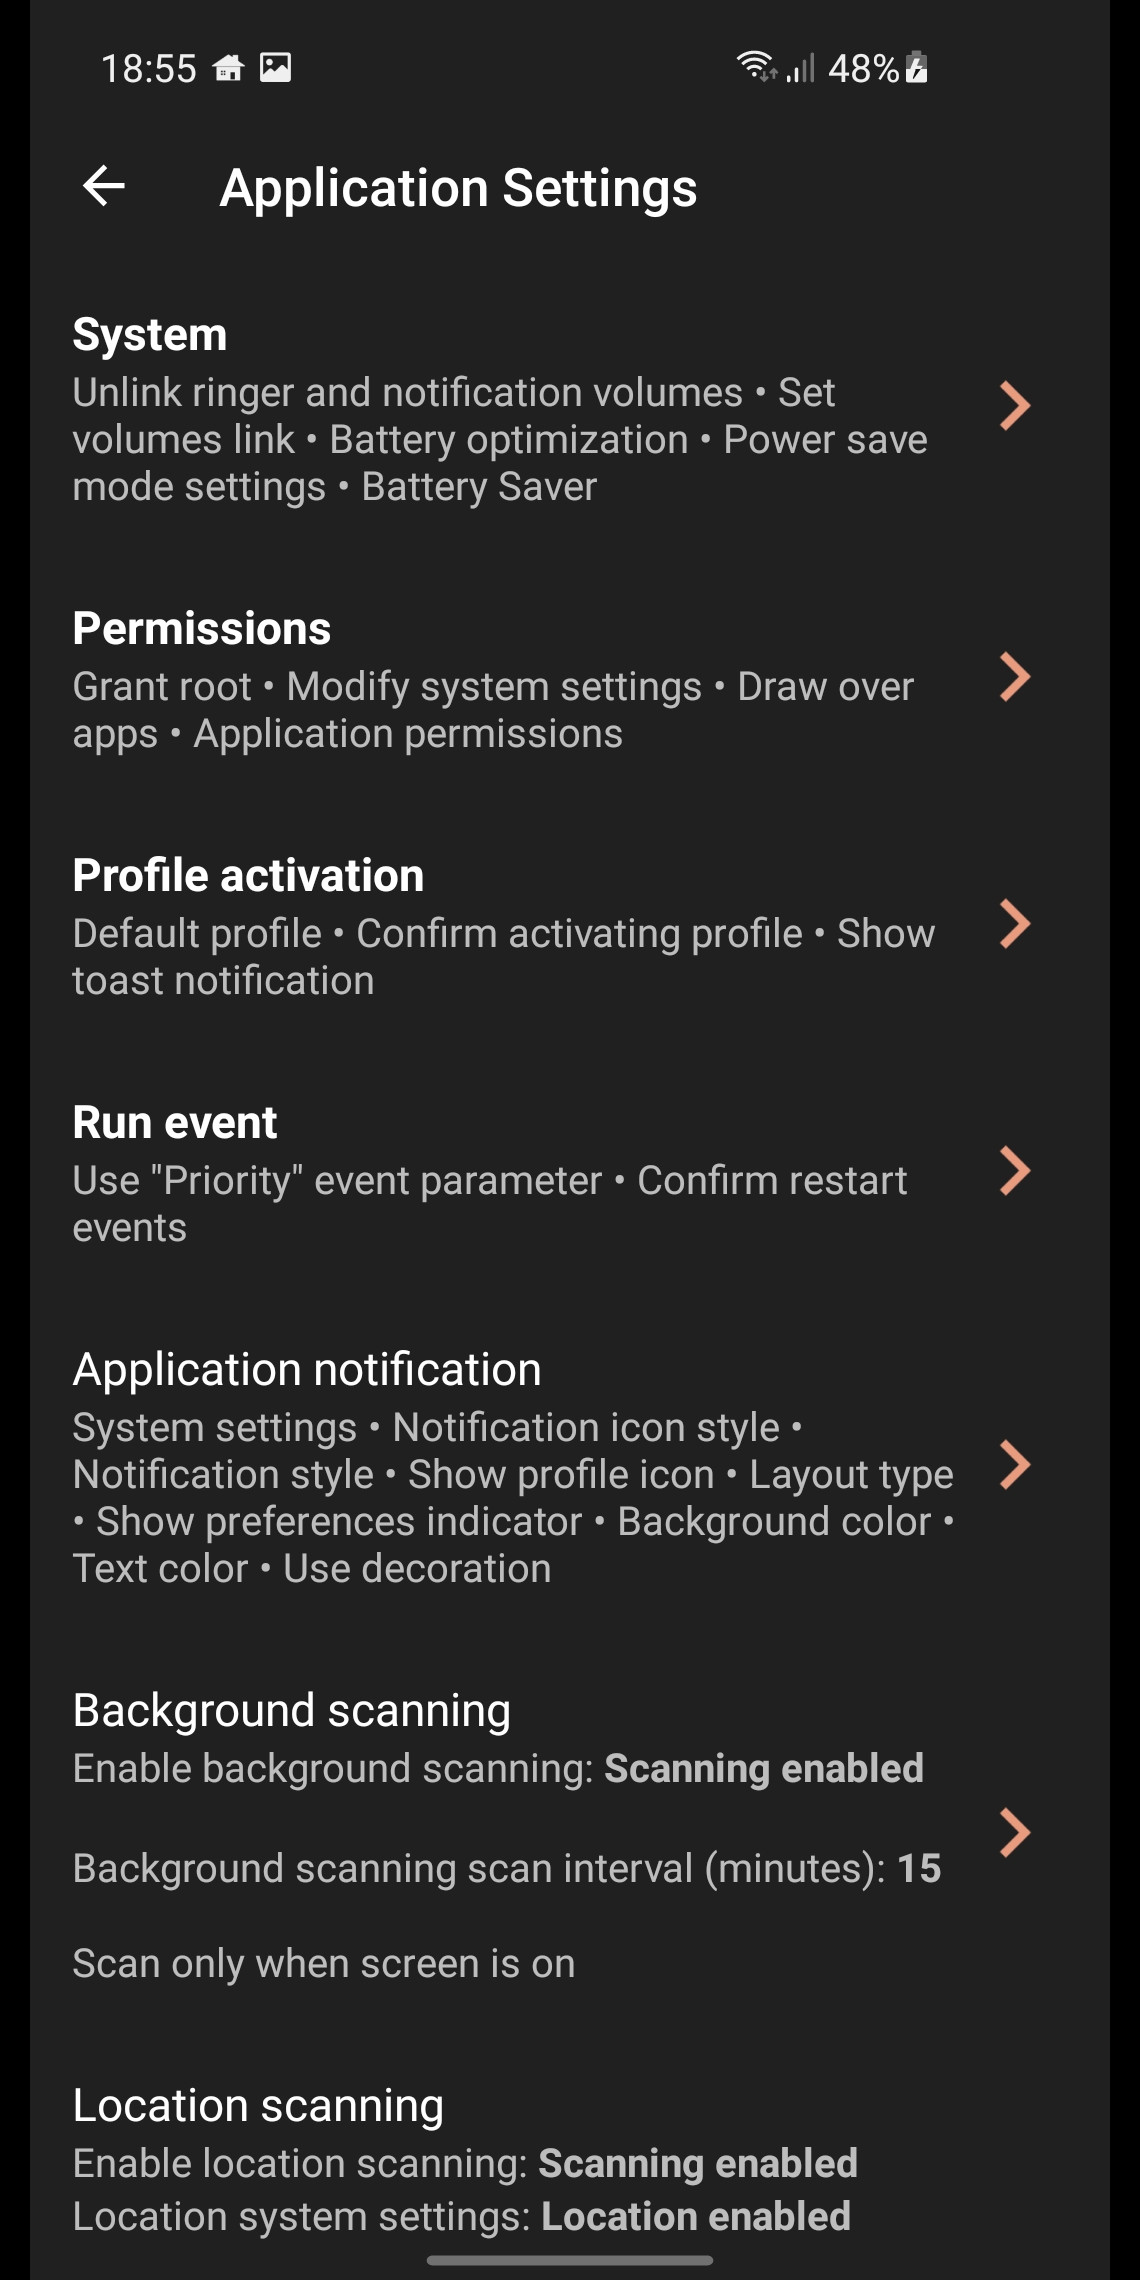 18:55
48%
Application Settings
System
Unlink ringer and notification volumes • Set
volumes link • Battery optimization • Power save
mode settings • Battery Saver
Permissions
Grant root • Modify system settings • Draw over
apps • Application permissions
Profile activation
Default profile • Confirm activating profile • Show
toast notification
Run event
Use "Priority" event parameter • Confirm restart
events
Application notification
System settings • Notification icon style •
Notification style • Show profile icon • Layout type
• Show preferences indicator • Background color •
Text color • Use decoration
Background scanning
Enable background scanning: Scanning enabled
Background scanning scan interval (minutes): 15
Scan only when screen is on
Location scanning
Enable location scanning: Scanning enabled
Location system settings: Location enabled